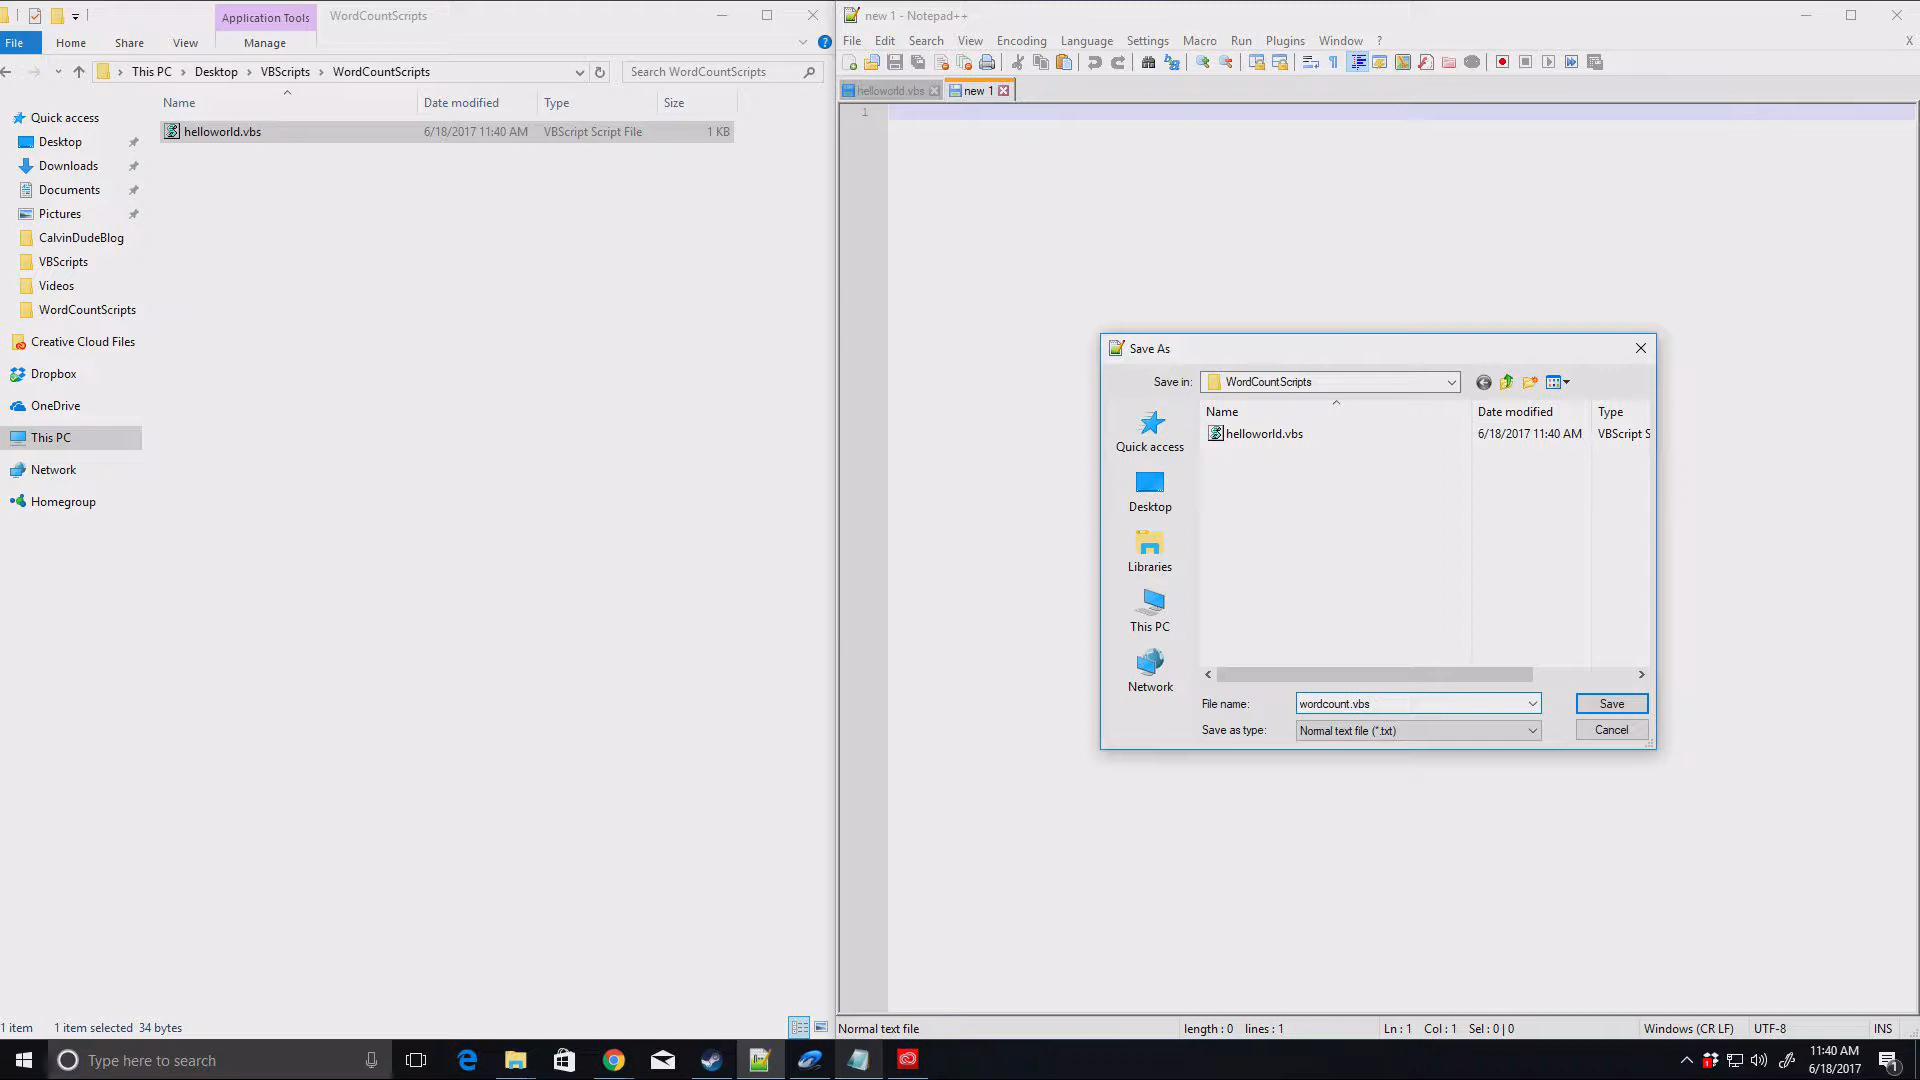 Application Tools
WordCountScripts
File
Home
Share
View
Manage
This PC > Desktop > VBScripts > WordCountScripts
Search WordCountScripts
Name
Date modified
Type
Size
helloworld.vbs
6/18/2017 11:40 AM
VBScript Script File
1 KB
Quick access
Desktop
Downloads
Documents
Pictures
CalvinDudeBlog
VBScripts
Videos
WordCountScripts
Creative Cloud Files
Dropbox
OneDrive
This PC
Network
Homegroup
1 item
1 item selected 34 bytes
new 1 - Notepad++
File Edit Search View Encoding Language Settings Macro Run Plugins Window ?
X
helloworld.vbs
new 1
1
Save As
Save in:
WordCountScripts
Name
Date modified
Type
helloworld.vbs
6/18/2017 11:40 AM
VBScript S
Quick access
Desktop
Libraries
This PC
Network
File name:
wordcount.vbs
Save
Save as type:
Normal text file (*.txt)
Cancel
Normal text file
length : 0 lines : 1
Ln : 1 Col : 1 Sel : 0 | 0
Windows (CR LF)
UTF-8
INS
Type here to search
11:40 AM
6/18/2017
1